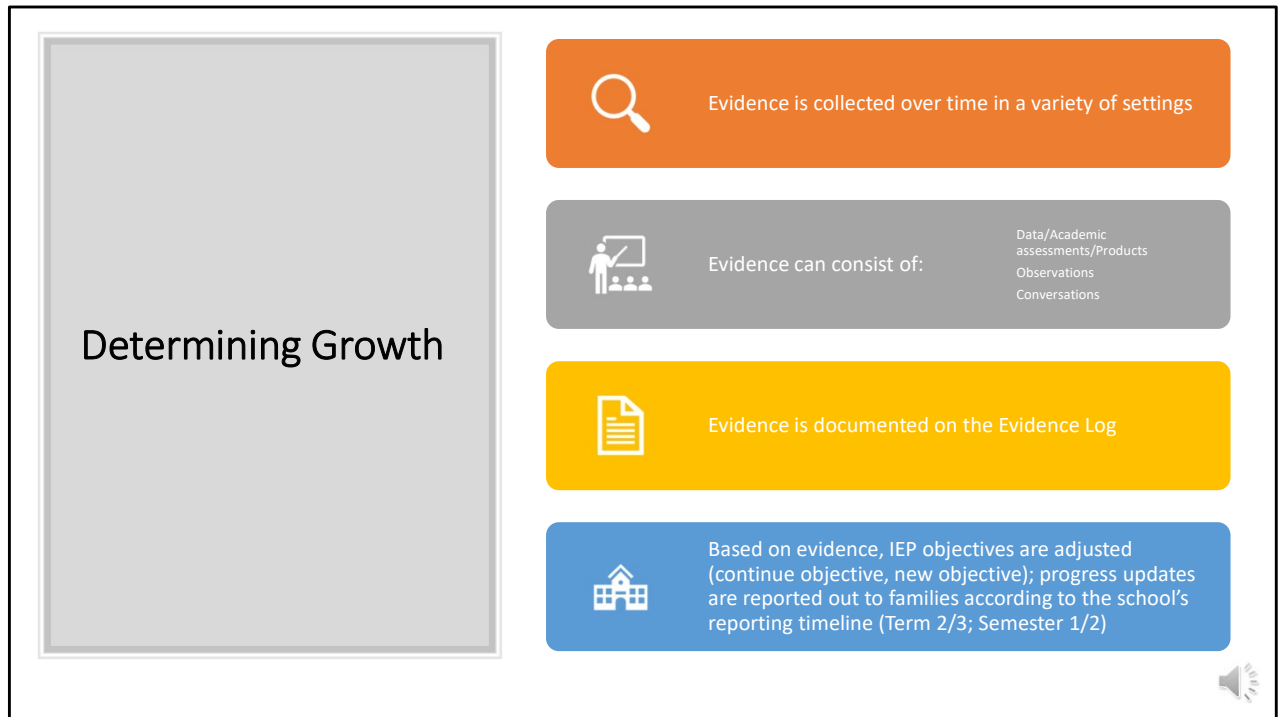 Determining Growth
Evidence is collected over time in a variety of settings
Evidence can consist of:
Data/Academic
assessments/Products
Observations
Conversations
Evidence is documented on the Evidence Log
Based on evidence, IEP objectives are adjusted
(continue objective, new objective); progress updates
are reported out to families according to the school’s
reporting timeline (Term 2/3; Semester 1/2)